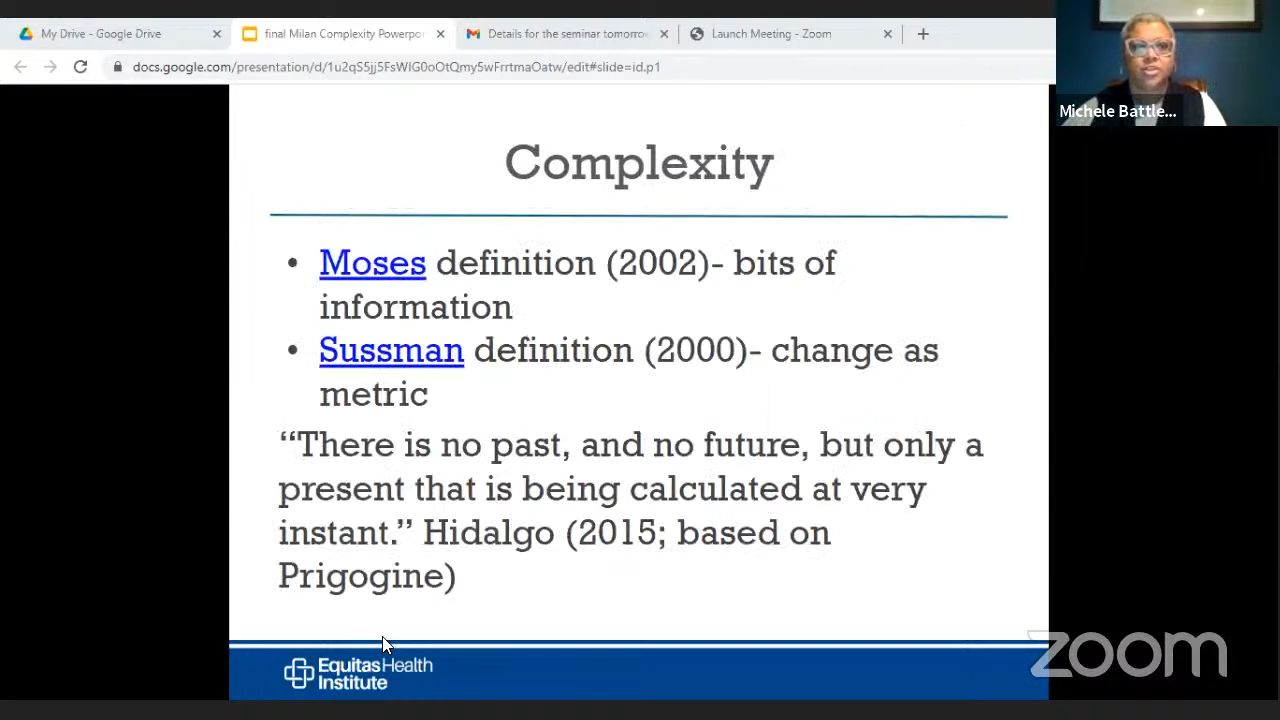 My Drive - Google Drive
final Milan Complexity Powerpo
Details for the seminar tomorro
Launch Meeting - Zoom
docs.google.com/presentation/d/1u2qS5jj5FsWIG0oOtQmy5wFrrtmaOatw/edit#slide=id.p1
Michele Battle...
Complexity
• Moses definition (2002)- bits of
information
• Sussman definition (2000)- change as
metric
“There is no past, and no future, but only a
present that is being calculated at very
instant.” Hidalgo (2015; based on
Prigogine)
EquitasHealth
Institute
zoom